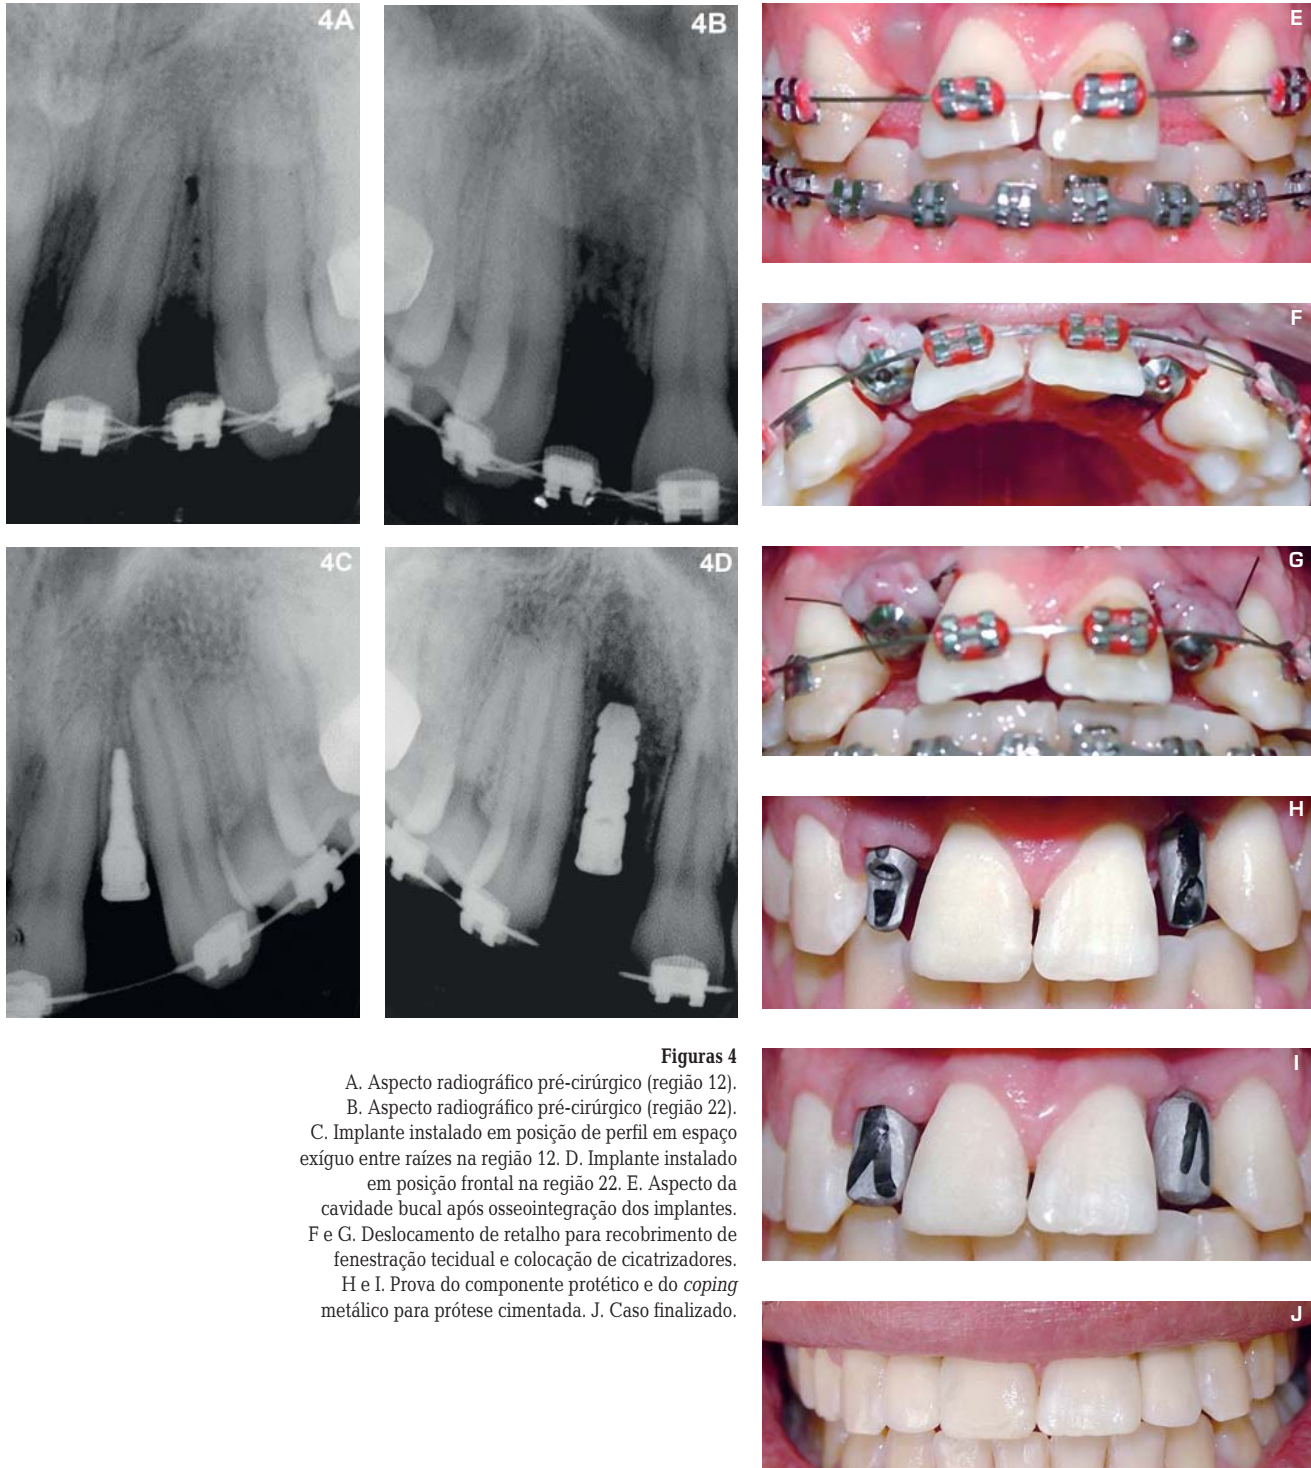 4A
4B
4C
4D
Figuras 4
A. Aspecto radiográfico pré-cirúrgico (região 12).
B. Aspecto radiográfico pré-cirúrgico (região 22).
C. Implante instalado em posição de perfil em espaço
exíguo entre raízes na região 12. D. Implante instalado
em posição frontal na região 22. E. Aspecto da
cavidade bucal após osseointegração dos implantes.
F e G. Deslocamento de retalho para recobrimento de
fenestração tecidual e colocação de cicatrizadores.
H e I. Prova do componente protético e do coping
metálico para prótese cimentada. J. Caso finalizado.
E
F
G
H
I
J